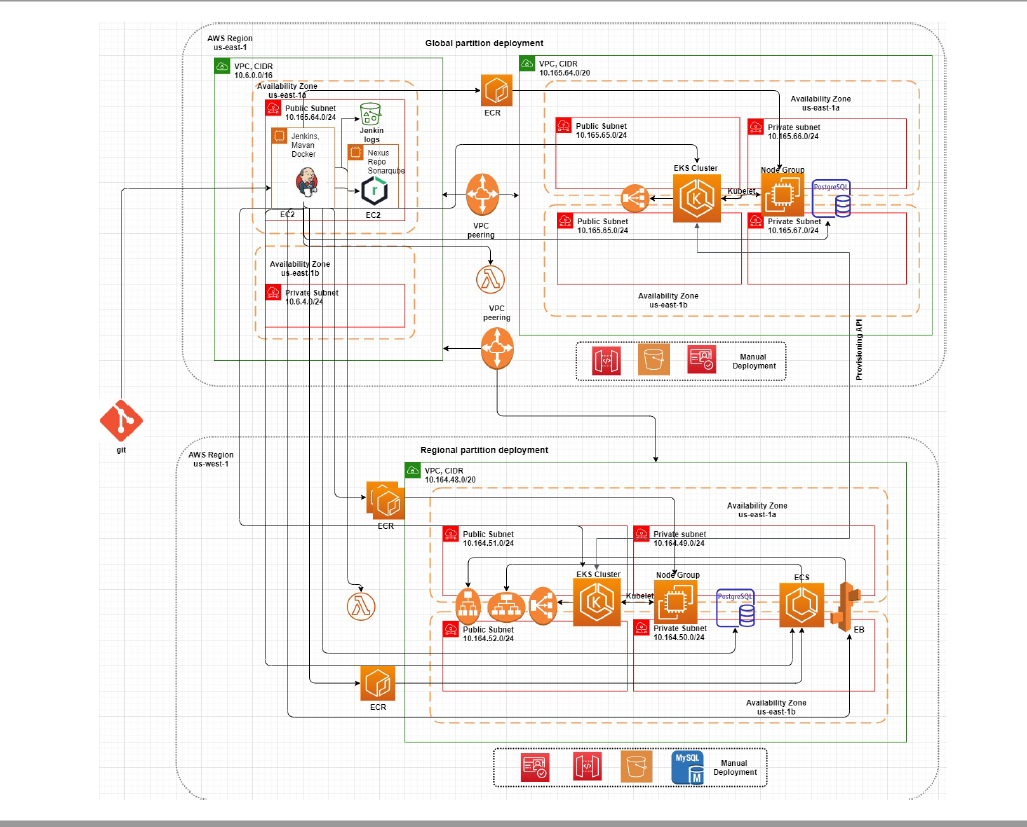 AWS Region
us-east-1
Global partition deployment
VPC, CIDR
10.6.0.0/16
VPC, CIDR
10.165.64.0/20
Availability Zone
us-east-1a
Public Subnet
10.165.64.0/24
Jenkins,
Mavan
Docker
Jenkin
logs
Nexus
Repo
Sonarqube
EC2
EC2
Availability Zone
us-east-1b
Private Subnet
10.6.4.0/24
ECR
VPC
peering
VPC
peering
Availability Zone
us-east-1a
Public Subnet
10.165.65.0/24
Private subnet
10.165.66.0/24
EKS Cluster
Kubelet
Node Group
PostgreSQL
Public Subnet
10.165.65.0/24
Private Subnet
10.165.67.0/24
Availability Zone
us-east-1b
Manual
Deployment
Provisioning API
git
AWS Region
us-west-1
Regional partition deployment
VPC, CIDR
10.164.48.0/20
ECR
Availability Zone
us-east-1a
Public Subnet
10.164.51.0/24
Private subnet
10.164.49.0/24
EKS Cluster
Kubelet
Node Group
PostgreSQL
ECS
EB
Public Subnet
10.164.52.0/24
Private Subnet
10.164.50.0/24
ECR
Availability Zone
us-east-1b
MySQL
M
Manual
Deployment